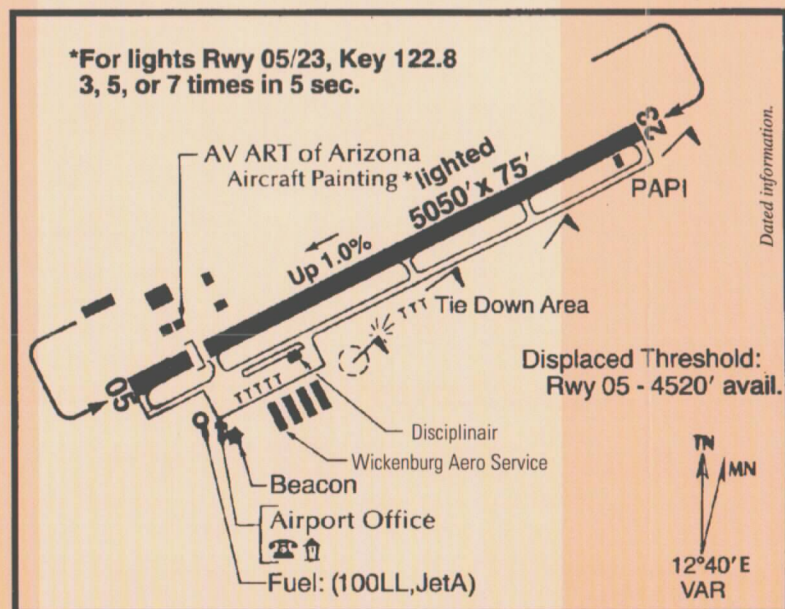 *For lights Rwy 05/23, Key 122.8
3, 5, or 7 times in 5 sec.
AV ART of Arizona
Aircraft Painting
*lighted
5050' x 75'
23
PAPI
Dated information.
Up 1.0%
TTT Tie Down Area
Displaced Threshold:
Rwy 05 - 4520' avail.
05
TTTTT
Disciplinair
Wickenburg Aero Service
Beacon
Airport Office
Fuel: (100LL,JetA)
TN
MN
12°40'E
VAR